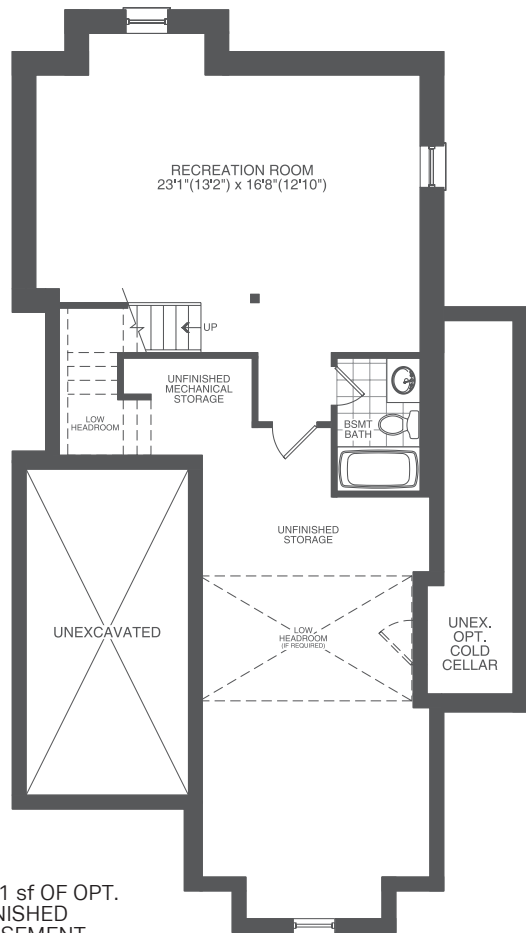 RECREATION ROOM
23'1"(13'2") x 16'8"(12'10")
UP
UNFINISHED
MECHANICAL
STORAGE
LOW
HEADROOM
BSMT
BATH
UNFINISHED
STORAGE
UNEXCAVATED
LOW
HEADROOM
(IF REQUIRED)
UNEX.
OPT.
COLD
CELLAR
sf OF OPT.